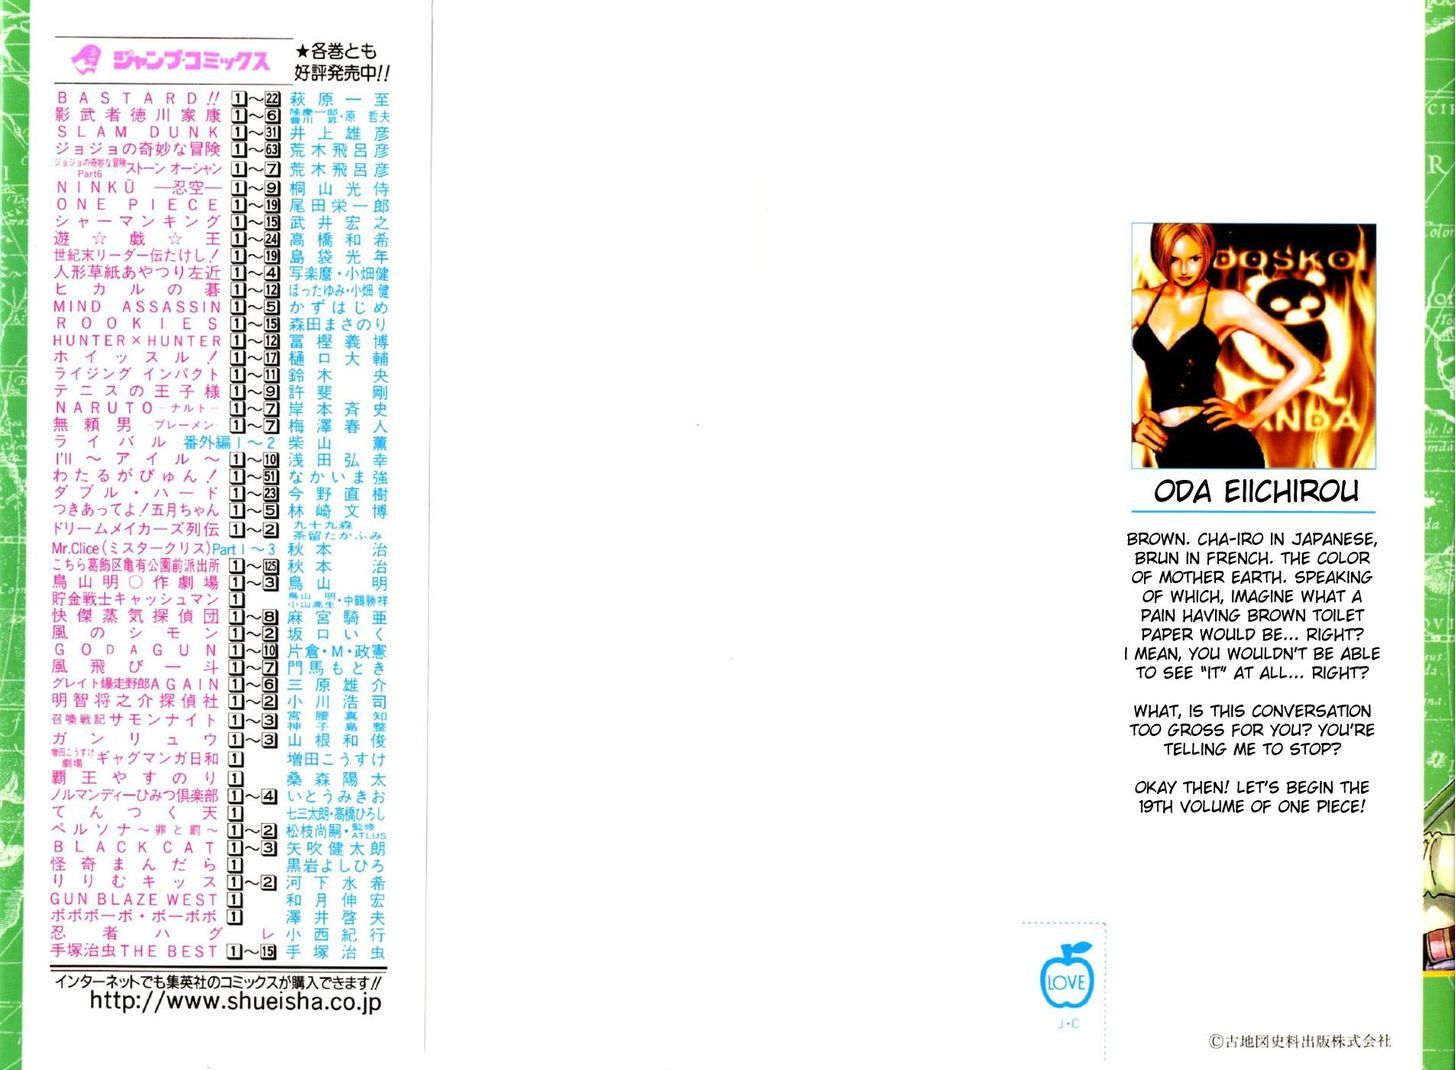 ジャンプ・コミックス
★各巻とも
好評発売中!!
BASTARD!! 1〜22 萩原一至
影武者徳川家康 1〜6 隆慶一郎・原 哲夫
SLAM DUNK 1〜31 井上雄彦
ジョジョの奇妙な冒険 1〜63 荒木飛呂彦
ジョジョの奇妙な冒険 Part6 ストーン オーシャン 1〜7 荒木飛呂彦
NINKŪ —忍空— 1〜9 桐山光侍
ONE PIECE 1〜19 尾田栄一郎
シャーマンキング 1〜15 武井宏之
遊☆戯☆王 1〜24 高橋和希
世紀末リーダー伝たけし! 1〜19 島袋光年
人形草紙あやつり左近 1〜4 写楽麿・小畑健
ヒカルの碁 1〜12 ほったゆみ・小畑 健
MIND ASSASSIN 1〜5 かずはじめ
ROOKIES 1〜15 森田まさのり
HUNTER×HUNTER 1〜12 冨樫義博
ホイッスル! 1〜17 樋口大輔
ライジング インパクト 1〜11 鈴木 央
テニスの王子様 1〜9 許斐 剛
NARUTO—ナルト— 1〜7 岸本斉史
無頼男—ブレーメン— 1〜7 梅澤春人
ライバル 番外編1〜2 柴山 薫
I'll 〜アイル〜 1〜10 浅田弘幸
わたるがぴゅん! 1〜51 なかいま強
ダブル・ハード 1〜23 今野直樹
つきあってよ!五月ちゃん 1〜5 林崎文博
ドリームメイカーズ列伝 1〜2 九十九森 茶留たかふみ
Mr.Clice(ミスタークリス)Part 1〜3 秋本 治
こちら葛飾区亀有公園前派出所 1〜125 秋本 治
鳥山明○作劇場 1〜3 鳥山 明
貯金戦士キャッシュマン 1 鳥山 明 小山高生・中鶴勝祥
快傑蒸気探偵団 1〜8 麻宮騎亜
風のシモン 1〜2 坂口いく
GODAGUN 1〜10 片倉・M・政憲
風飛び一斗 1〜7 門馬もとき
グレイト爆走野郎AGAIN 1〜6 三原雄介
明智将之介探偵社 1〜2 小川浩司
召喚戦記サモンナイト 1〜3 宮腰真知 神子島整
ガンリュウ 1〜3 山根和俊
増田こうすけ劇場 ギャグマンガ日和 1 増田こうすけ
覇王やすのり 1 桑森陽太
ノルマンディーひみつ倶楽部 1〜4 いとうみきお
てんつく天 1 七三太朗・高橋ひろし
ペルソナ〜罪と罰〜 1〜2 松枝尚嗣・監修 ATLUS
BLACK CAT 1〜3 矢吹健太朗
怪奇まんだら 1 黒岩よしひろ
りりむキッス 1〜2 河下水希
GUN BLAZE WEST 1 和月伸宏
ボボボーボ・ボーボボ 1 澤井啓夫
忍者ハグレ 小西紀行
手塚治虫THE BEST 1〜15 手塚治虫
インターネットでも集英社のコミックスが購入できます!!
http://www.shueisha.co.jp
DOSKOI
PANDA
ODA EIICHIROU
BROWN. CHA-IRO IN JAPANESE,
BRUN IN FRENCH. THE COLOR
OF MOTHER EARTH. SPEAKING
OF WHICH, IMAGINE WHAT A
PAIN HAVING BROWN TOILET
PAPER WOULD BE... RIGHT?
I MEAN, YOU WOULDN'T BE ABLE
TO SEE "IT" AT ALL... RIGHT?
WHAT, IS THIS CONVERSATION
TOO GROSS FOR YOU? YOU'RE
TELLING ME TO STOP?
OKAY THEN! LET'S BEGIN THE
19TH VOLUME OF ONE PIECE!
LOVE
J・C
©古地図史料出版株式会社